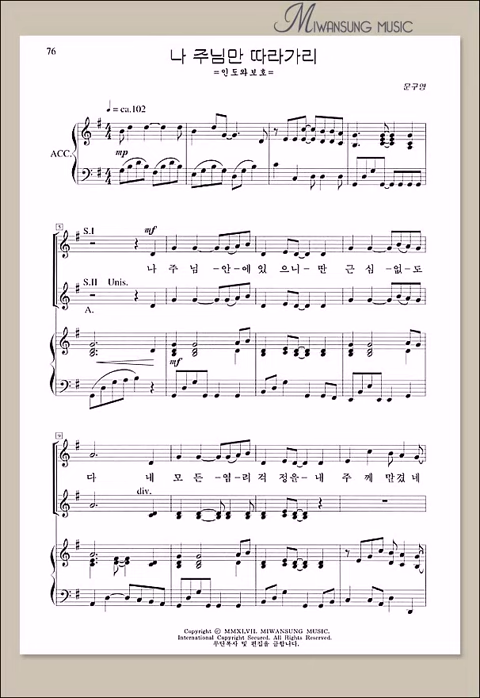 MIWANSUNG MUSIC
76
나 주님만 따라가리
=인도와보호=
문구영
♩ = ca.102
ACC.
mp
5
S.I
mf
나 주 님 - 안 - 에 있 으 - 니 - 딴 근 심 - 없 - 도
S.II Unis.
A.
mf
9
다 내 모 든 - 염 - 려 걱 정 을 - 내 주 께 맡 겼 네
div.
Copyright © MMXLVII. MIWANSUNG MUSIC.
International Copyright Secured. All Rights Reserved.
무단복사 및 편집을 금합니다.